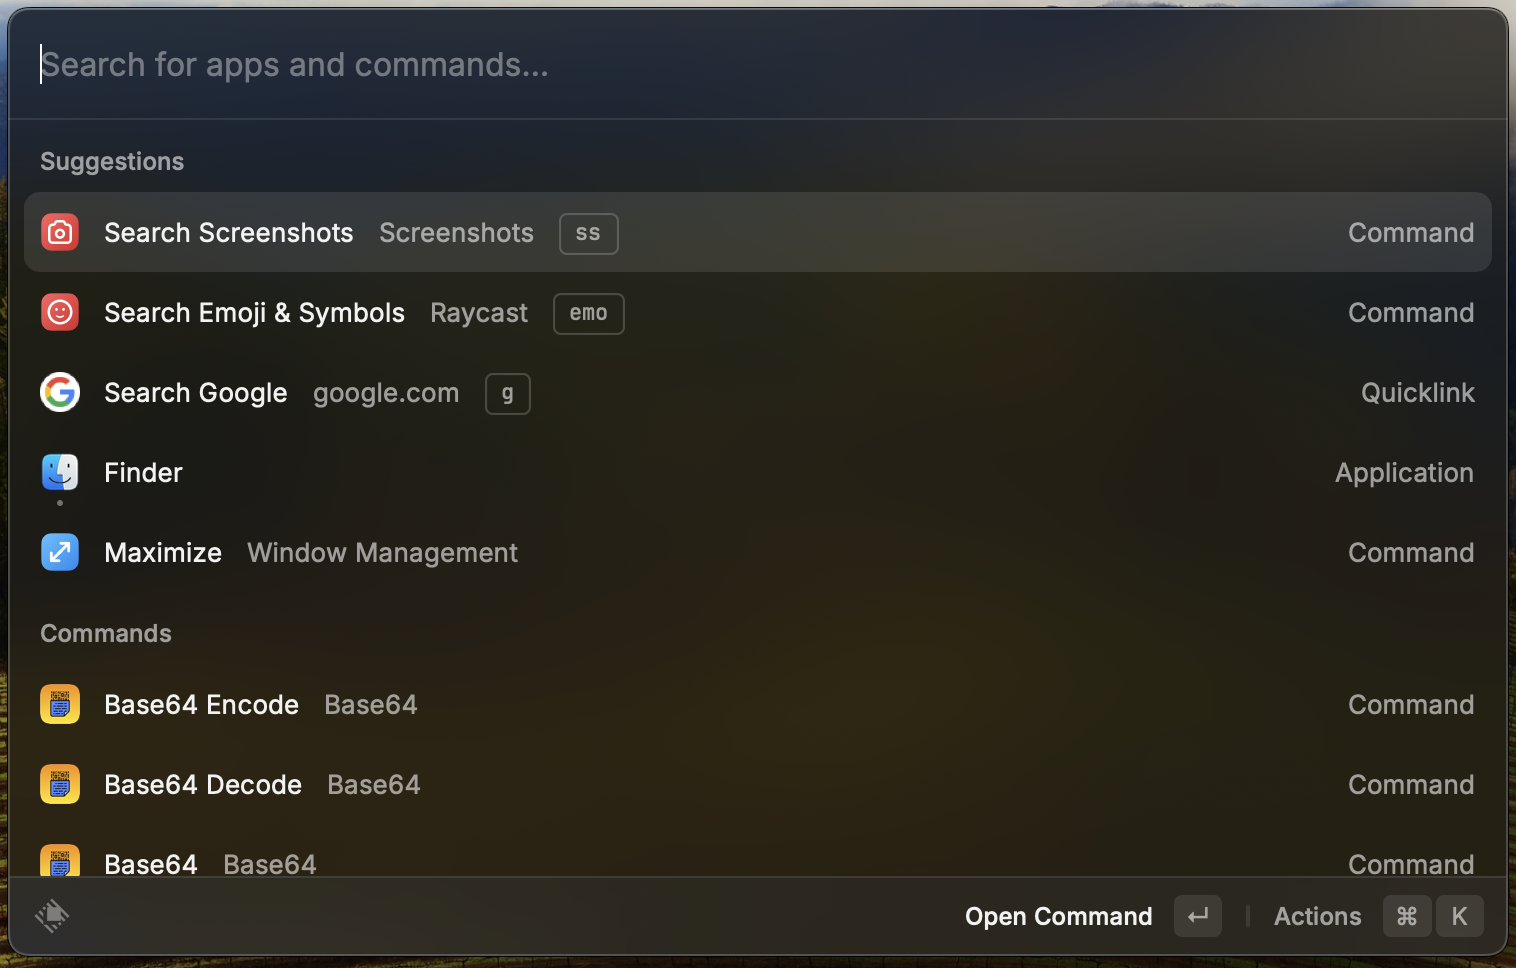 Search for apps and commands...
Suggestions
Search Screenshots Screenshots ss Command
Search Emoji & Symbols Raycast emo Command
Search Google google.com g Quicklink
Finder Application
Maximize Window Management Command
Commands
Base64 Encode Base64 Command
Base64 Decode Base64 Command
Base64 Base64 Command
Open Command ↵ Actions ⌘ K